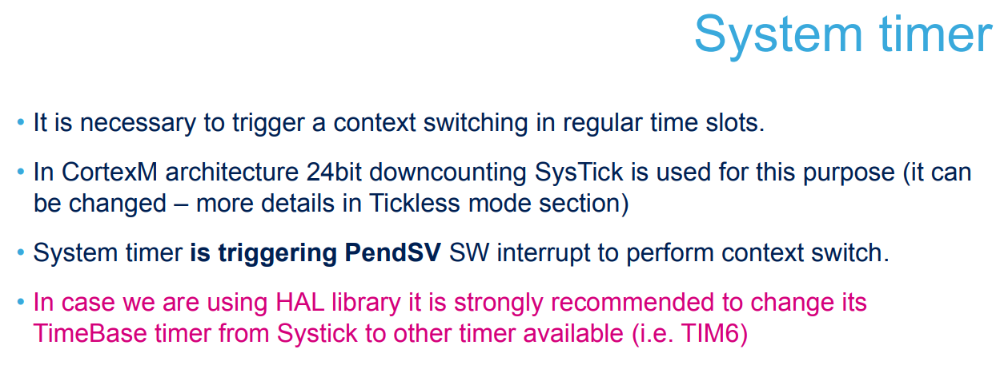 System timer
• It is necessary to trigger a context switching in regular time slots.
• In CortexM architecture 24bit downcounting SysTick is used for this purpose (it can
be changed – more details in Tickless mode section)
• System timer is triggering PendSV SW interrupt to perform context switch.
• In case we are using HAL library it is strongly recommended to change its
TimeBase timer from Systick to other timer available (i.e. TIM6)